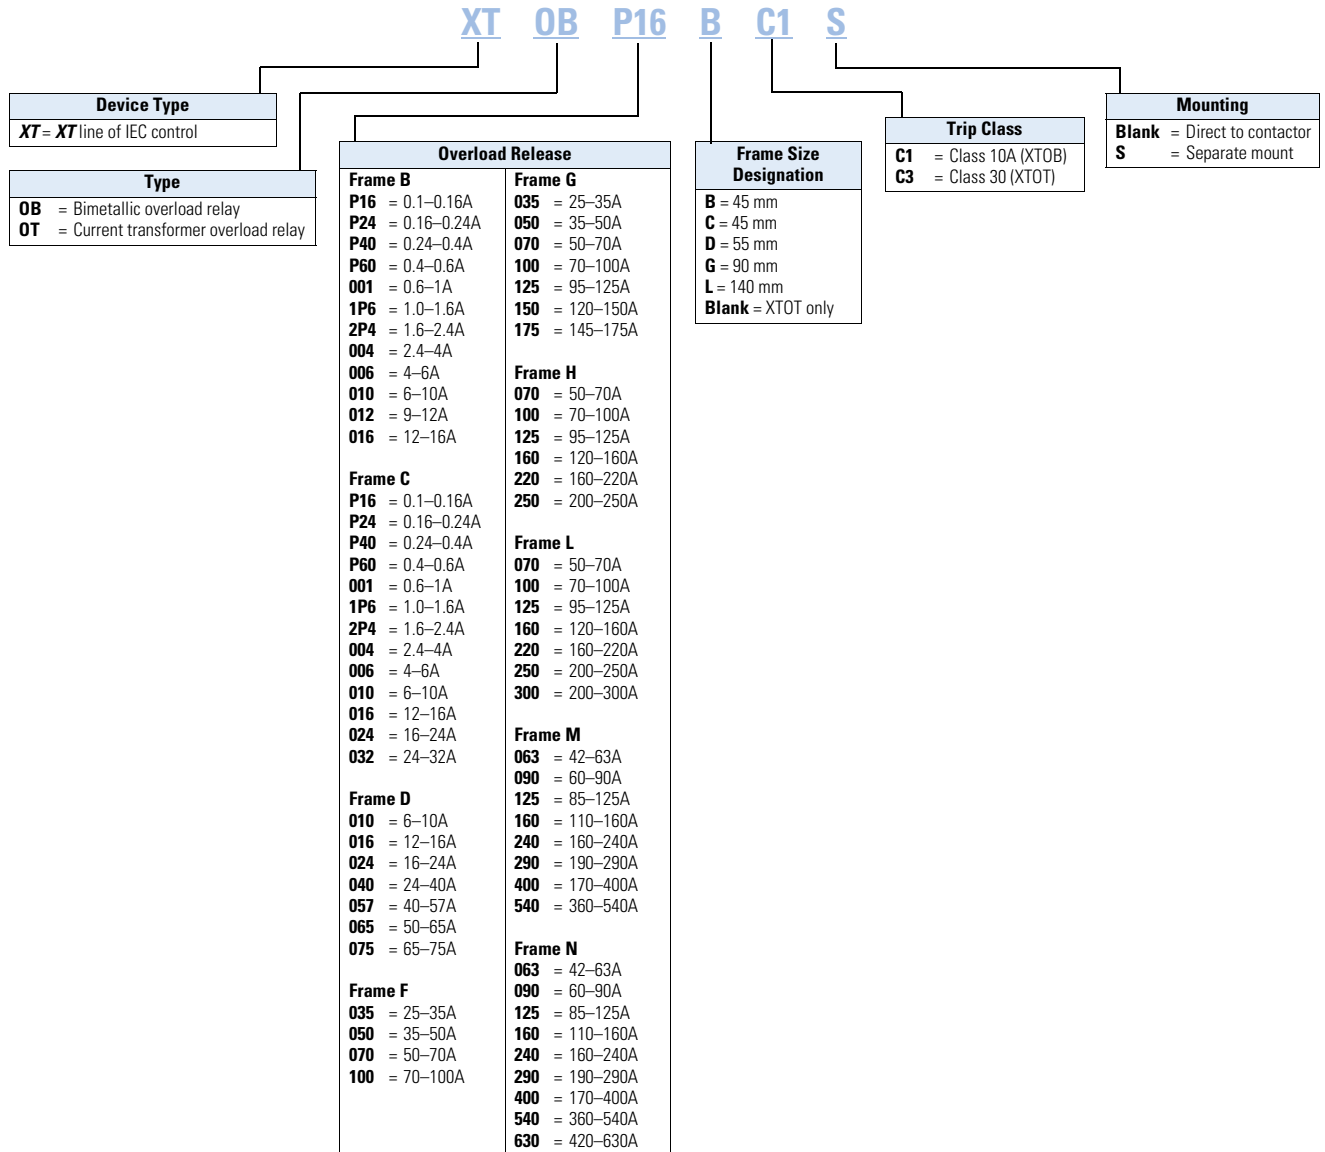 XT OB P16 B C1 S
Device Type
XT = XT line of IEC control
Type
OB = Bimetallic overload relay
OT = Current transformer overload relay
Overload Release
Frame B
P16 = 0.1–0.16A
P24 = 0.16–0.24A
P40 = 0.24–0.4A
P60 = 0.4–0.6A
001 = 0.6–1A
1P6 = 1.0–1.6A
2P4 = 1.6–2.4A
004 = 2.4–4A
006 = 4–6A
010 = 6–10A
012 = 9–12A
016 = 12–16A
Frame C
P16 = 0.1–0.16A
P24 = 0.16–0.24A
P40 = 0.24–0.4A
P60 = 0.4–0.6A
001 = 0.6–1A
1P6 = 1.0–1.6A
2P4 = 1.6–2.4A
004 = 2.4–4A
006 = 4–6A
010 = 6–10A
016 = 12–16A
024 = 16–24A
032 = 24–32A
Frame D
010 = 6–10A
016 = 12–16A
024 = 16–24A
040 = 24–40A
057 = 40–57A
065 = 50–65A
075 = 65–75A
Frame F
035 = 25–35A
050 = 35–50A
070 = 50–70A
100 = 70–100A
Frame G
035 = 25–35A
050 = 35–50A
070 = 50–70A
100 = 70–100A
125 = 95–125A
150 = 120–150A
175 = 145–175A
Frame H
070 = 50–70A
100 = 70–100A
125 = 95–125A
160 = 120–160A
220 = 160–220A
250 = 200–250A
Frame L
070 = 50–70A
100 = 70–100A
125 = 95–125A
160 = 120–160A
220 = 160–220A
250 = 200–250A
300 = 200–300A
Frame M
063 = 42–63A
090 = 60–90A
125 = 85–125A
160 = 110–160A
240 = 160–240A
290 = 190–290A
400 = 170–400A
540 = 360–540A
Frame N
063 = 42–63A
090 = 60–90A
125 = 85–125A
160 = 110–160A
240 = 160–240A
290 = 190–290A
400 = 170–400A
540 = 360–540A
630 = 420–630A
Frame Size
Designation
B = 45 mm
C = 45 mm
D = 55 mm
G = 90 mm
L = 140 mm
Blank = XTOT only
Trip Class
C1 = Class 10A (XTOB)
C3 = Class 30 (XTOT)
Mounting
Blank = Direct to contactor
S = Separate mount